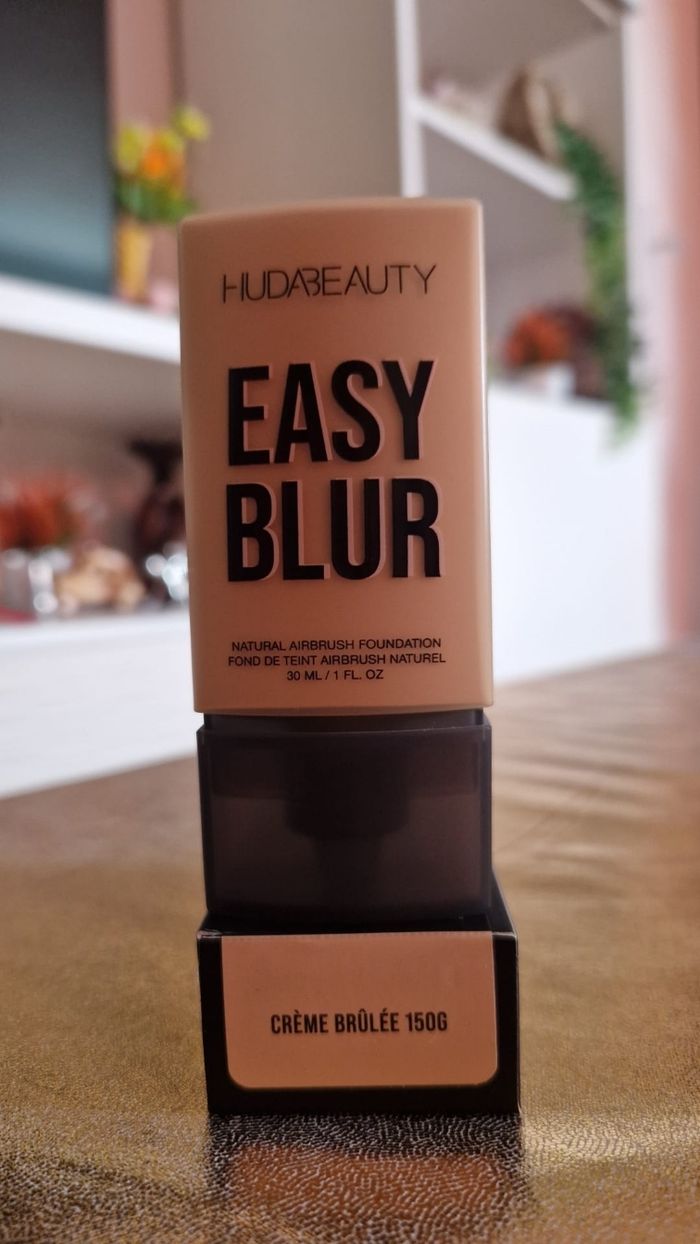 HUDABEAUTY
EASY
BLUR
NATURAL AIRBRUSH FOUNDATION
FOND DE TEINT AIRBRUSH NATUREL
30 ML / 1 FL. OZ
CRÈME BRÛLÉE 150G